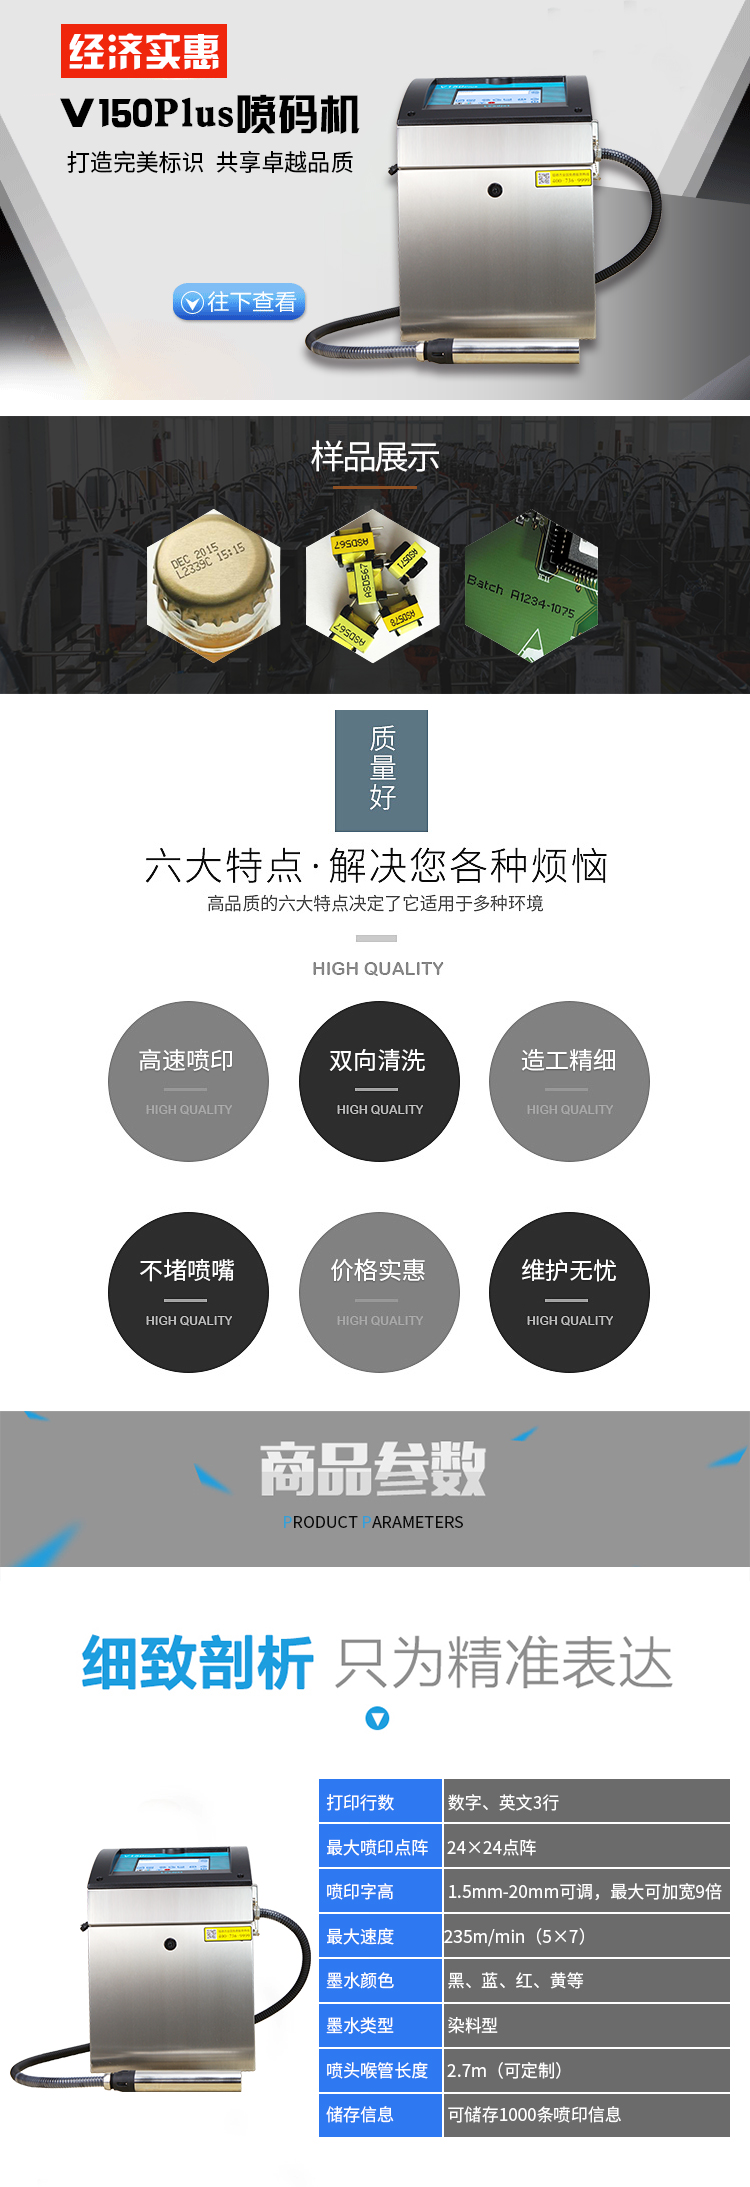 经济实惠
V150Plus喷码机
打造完美标识 共享卓越品质
往下查看
样品展示
DEC 2015
L2339C 15:15
ASD567
ASD571
ASD567
ASD578
ASD567
ASD567
Batch A1234-1075
质量好
六大特点·解决您各种烦恼
高品质的六大特点决定了它适用于多种环境
HIGH QUALITY
高速喷印
HIGH QUALITY
双向清洗
HIGH QUALITY
造工精细
HIGH QUALITY
不堵喷嘴
HIGH QUALITY
价格实惠
HIGH QUALITY
维护无忧
HIGH QUALITY
商品参数
PRODUCT PARAMETERS
细致剖析 只为精准表达
打印行数 数字、英文3行
最大喷印点阵 24×24点阵
喷印字高 1.5mm-20mm可调，最大可加宽9倍
最大速度 235m/min（5×7）
墨水颜色 黑、蓝、红、黄等
墨水类型 染料型
喷头喉管长度 2.7m（可定制）
储存信息 可储存1000条喷印信息